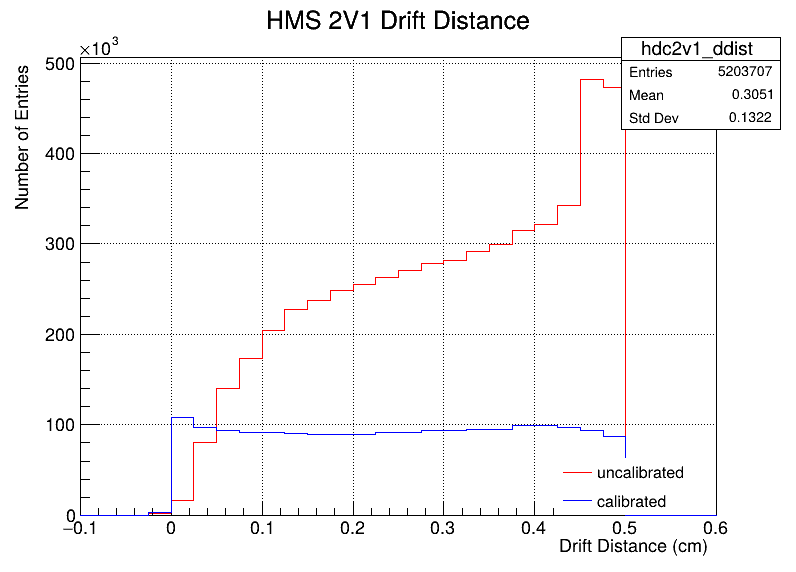 HMS 2V1 Drift Distance
×10³
hdc2v1_ddist
Entries 5203707
Mean 0.3051
Std Dev 0.1322
Number of Entries
500
400
300
200
100
0
−0.1 0 0.1 0.2 0.3 0.4 0.5 0.6
Drift Distance (cm)
uncalibrated
calibrated